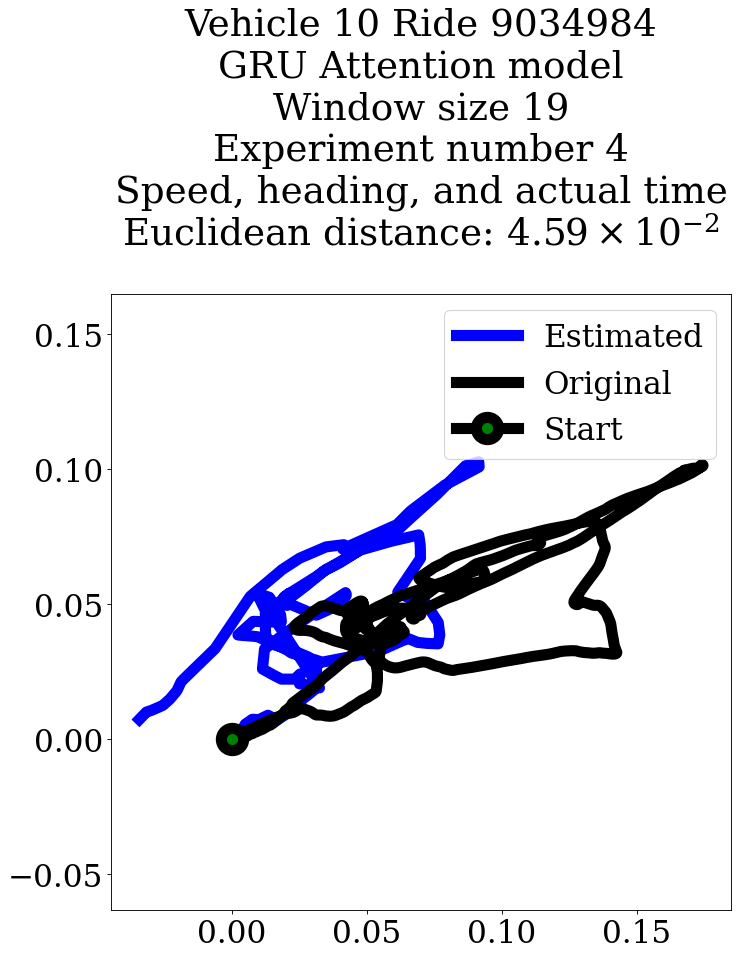 Vehicle 10 Ride 9034984
GRU Attention model
Window size 19
Experiment number 4
Speed, heading, and actual time
Euclidean distance: 4.59 × 10⁻²
Estimated
Original
Start
0.15
0.10
0.05
0.00
−0.05
0.00 0.05 0.10 0.15